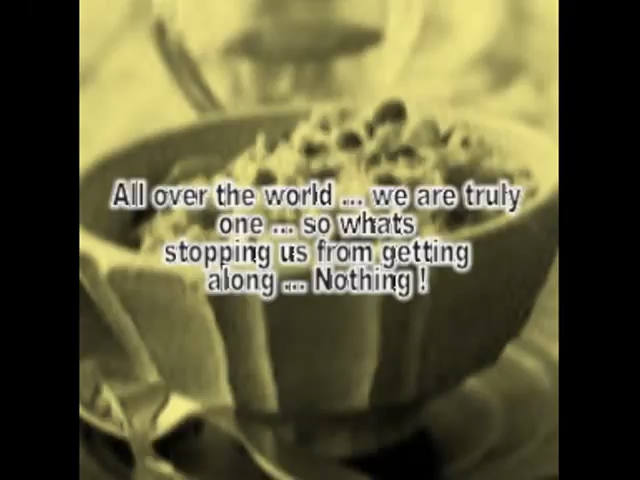 All over the world ... we are truly
one ... so whats
stopping us from getting
along ... Nothing !